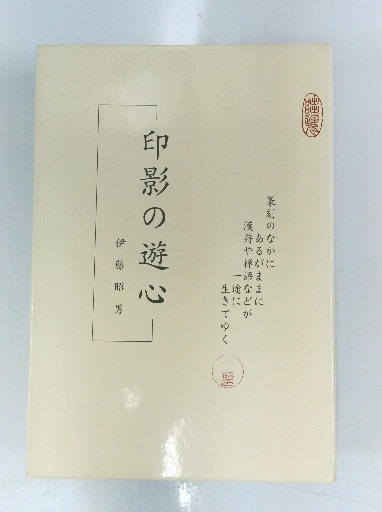 篆刻のなかに
あるがままに
漢詩や禅語などが
一途に
生きてゆく
印影の遊心
伊藤昭男